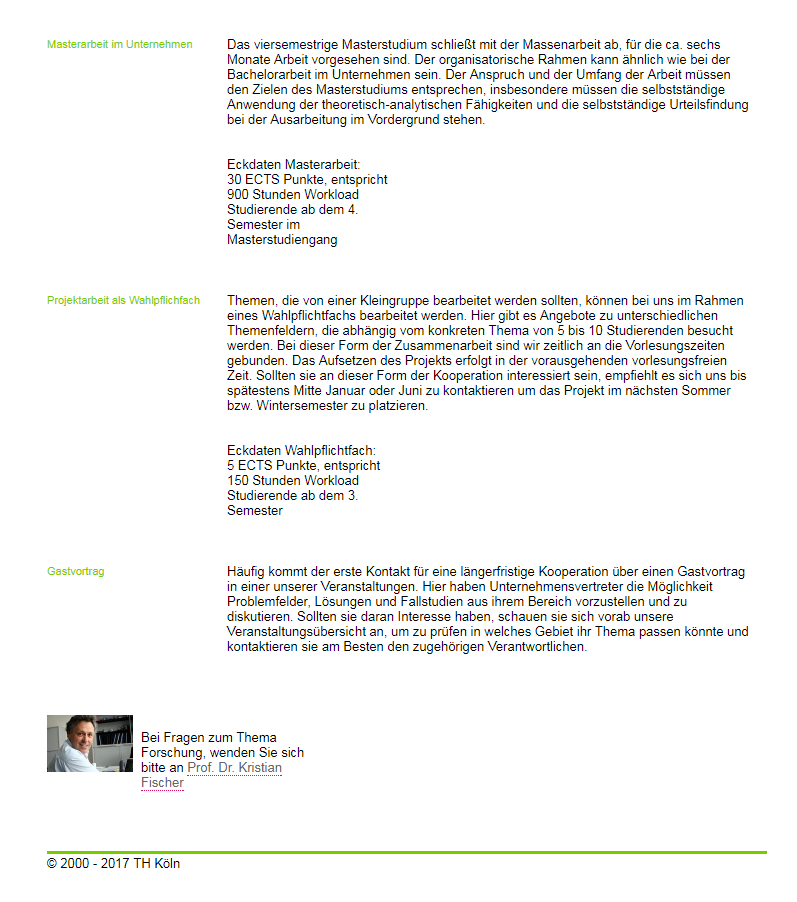 Masterarbeit im Unternehmen
Das viersemestrige Masterstudium schließt mit der Massenarbeit ab, für die ca. sechs
Monate Arbeit vorgesehen sind. Der organisatorische Rahmen kann ähnlich wie bei der
Bachelorarbeit im Unternehmen sein. Der Anspruch und der Umfang der Arbeit müssen
den Zielen des Masterstudiums entsprechen, insbesondere müssen die selbstständige
Anwendung der theoretisch-analytischen Fähigkeiten und die selbstständige Urteilsfindung
bei der Ausarbeitung im Vordergrund stehen.
Eckdaten Masterarbeit:
30 ECTS Punkte, entspricht
900 Stunden Workload
Studierende ab dem 4.
Semester im
Masterstudiengang
Projektarbeit als Wahlpflichfach
Themen, die von einer Kleingruppe bearbeitet werden sollten, können bei uns im Rahmen
eines Wahlpflichtfachs bearbeitet werden. Hier gibt es Angebote zu unterschiedlichen
Themenfeldern, die abhängig vom konkreten Thema von 5 bis 10 Studierenden besucht
werden. Bei dieser Form der Zusammenarbeit sind wir zeitlich an die Vorlesungszeiten
gebunden. Das Aufsetzen des Projekts erfolgt in der vorausgehenden vorlesungsfreien
Zeit. Sollten sie an dieser Form der Kooperation interessiert sein, empfiehlt es sich uns bis
spätestens Mitte Januar oder Juni zu kontaktieren um das Projekt im nächsten Sommer
bzw. Wintersemester zu platzieren.
Eckdaten Wahlpflichtfach:
5 ECTS Punkte, entspricht
150 Stunden Workload
Studierende ab dem 3.
Semester
Gastvortrag
Häufig kommt der erste Kontakt für eine längerfristige Kooperation über einen Gastvortrag
in einer unserer Veranstaltungen. Hier haben Unternehmensvertreter die Möglichkeit
Problemfelder, Lösungen und Fallstudien aus ihrem Bereich vorzustellen und zu
diskutieren. Sollten sie daran Interesse haben, schauen sie sich vorab unsere
Veranstaltungsübersicht an, um zu prüfen in welches Gebiet ihr Thema passen könnte und
kontaktieren sie am Besten den zugehörigen Verantwortlichen.
Bei Fragen zum Thema
Forschung, wenden Sie sich
bitte an Prof. Dr. Kristian
Fischer
© 2000 - 2017 TH Köln